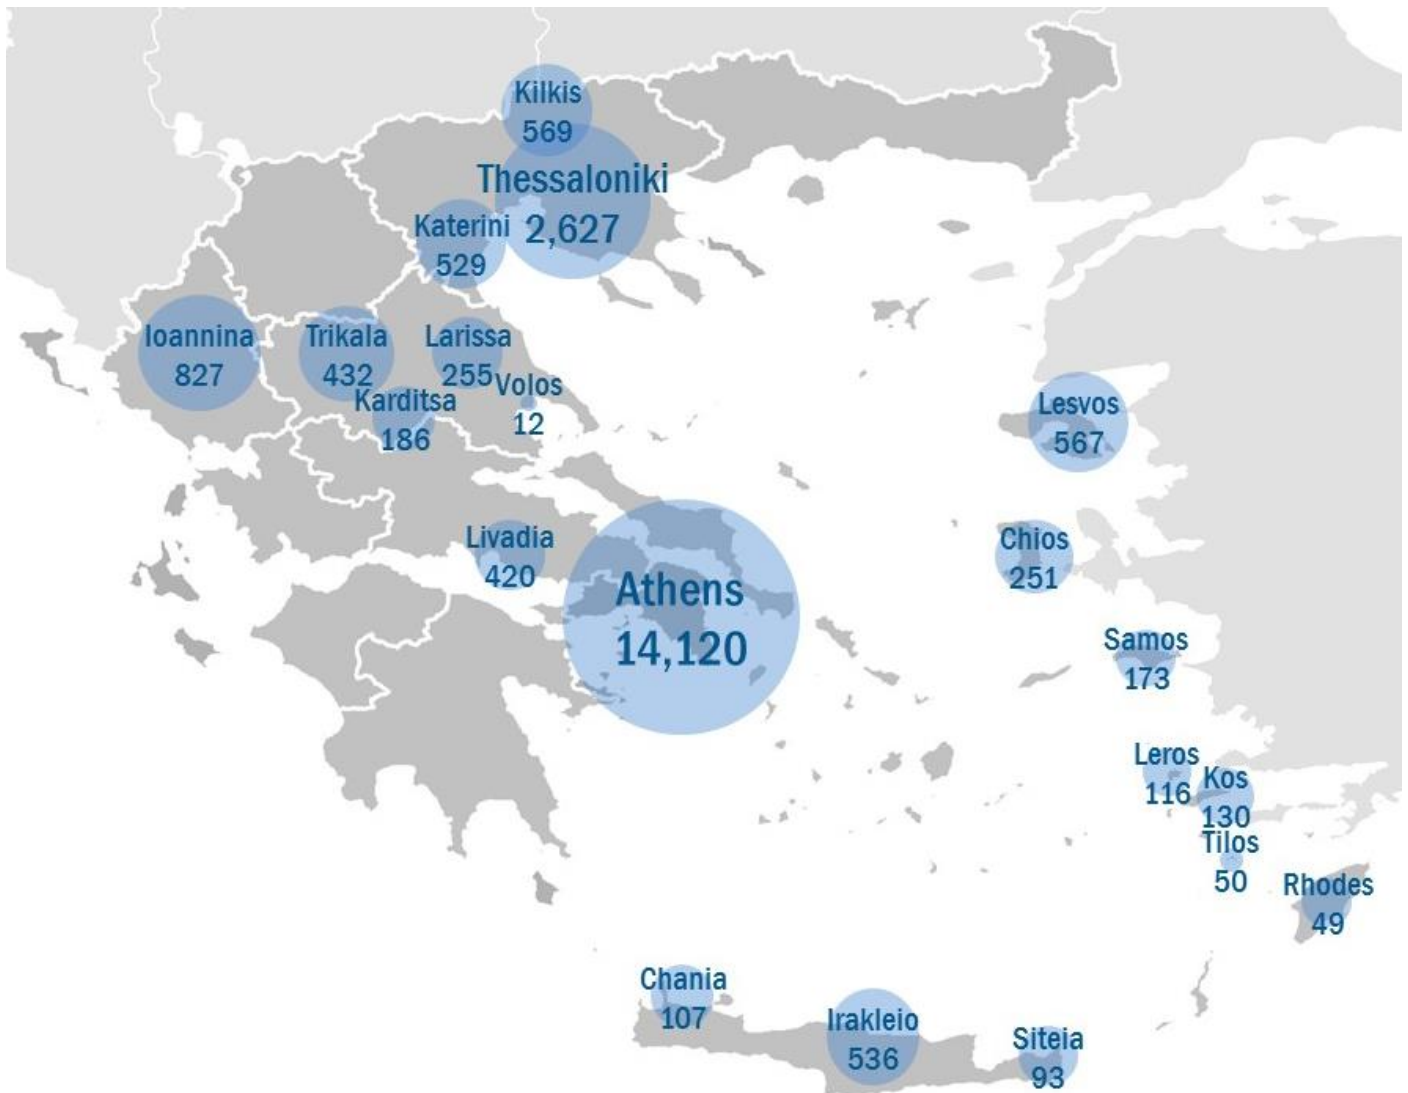 Kilkis
569
Thessaloniki
2,627
Katerini
529
Ioannina
827
Trikala
432
Larissa
255
Karditsa
186
Volos
12
Lesvos
567
Livadia
420
Athens
14,120
Chios
251
Samos
173
Leros
116
Kos
130
Tilos
50
Rhodes
49
Chania
107
Irakleio
536
Siteia
93